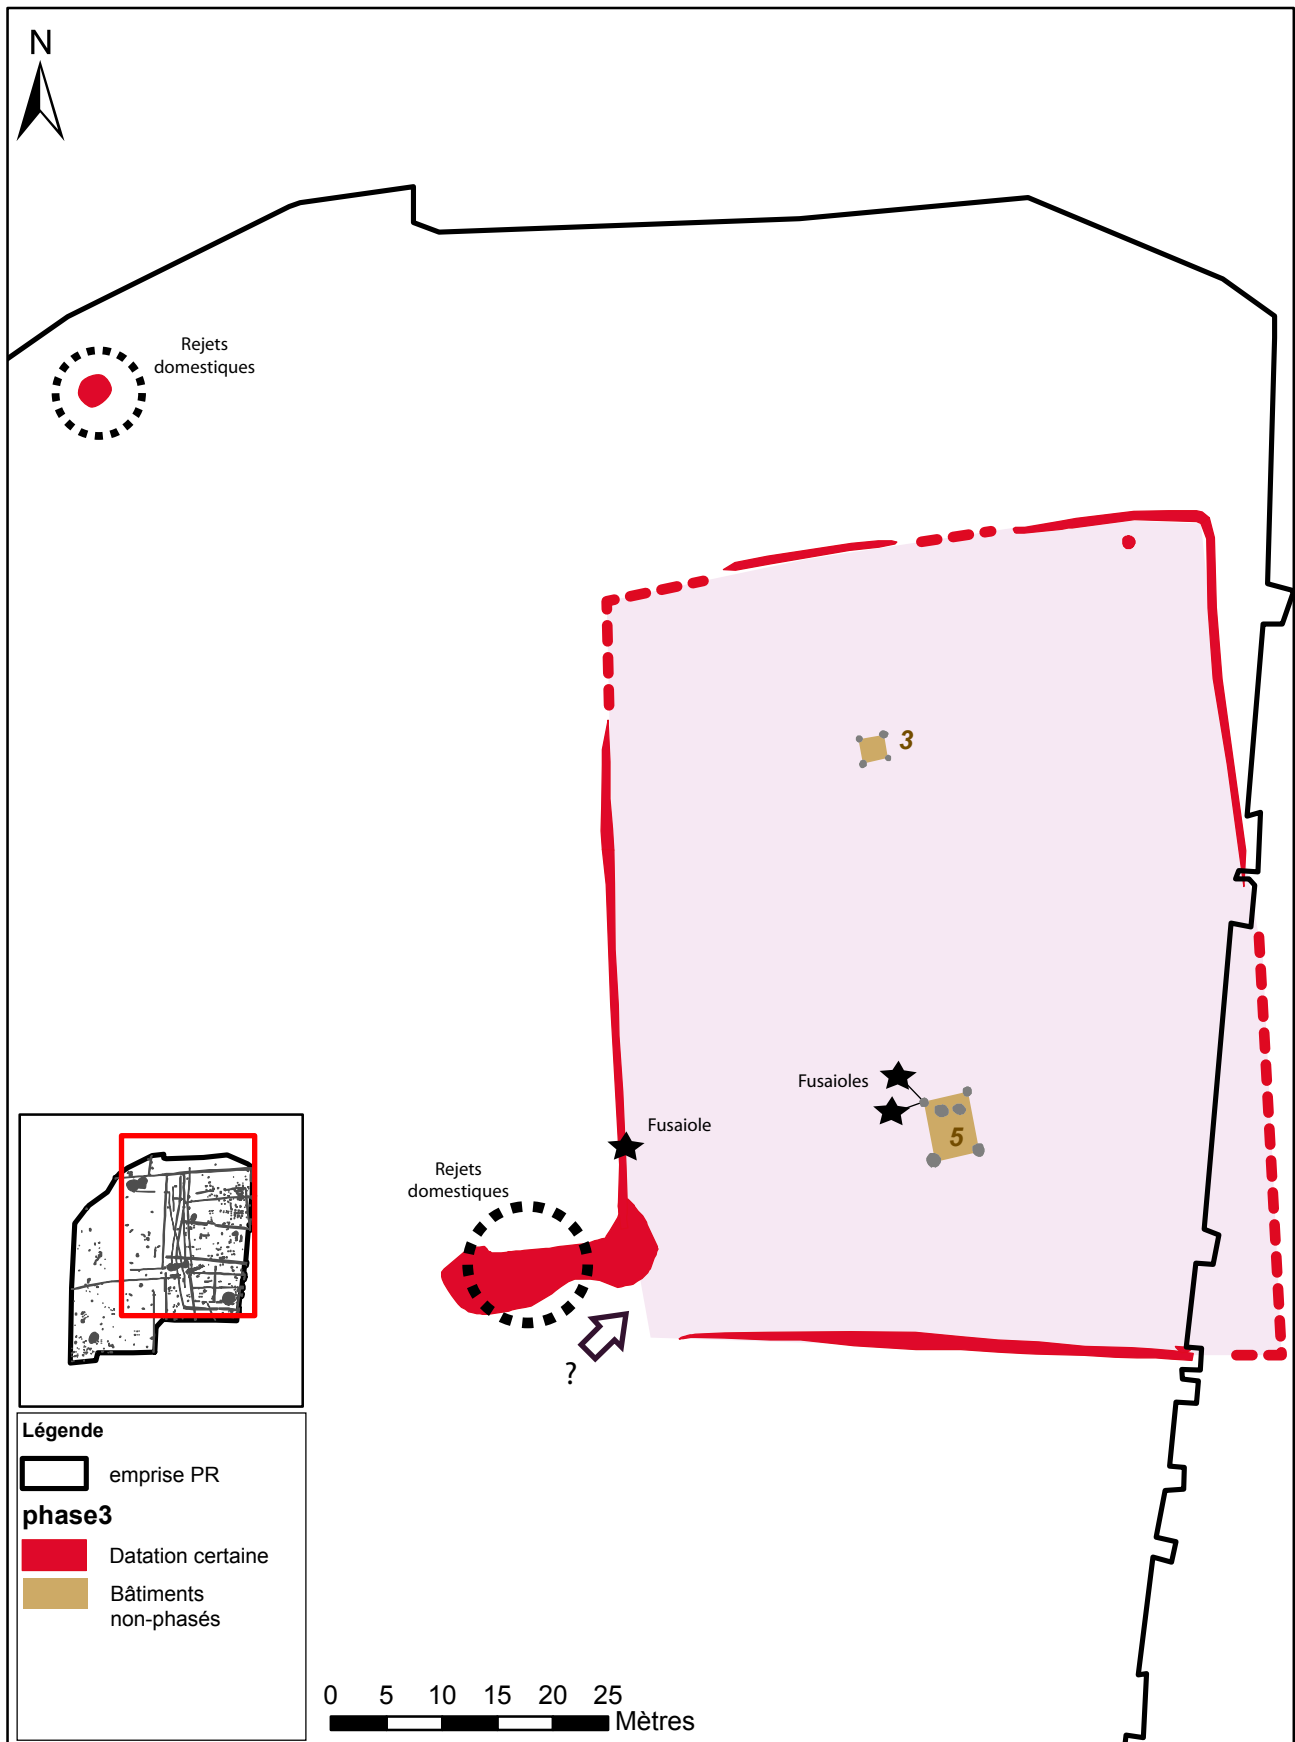 N
Rejets
domestiques
3
Fusaioles
5
Fusaiole
Rejets
domestiques
?
Légende
emprise PR
phase3
Datation certaine
Bâtiments
non-phasés
0 5 10 15 20 25
Mètres